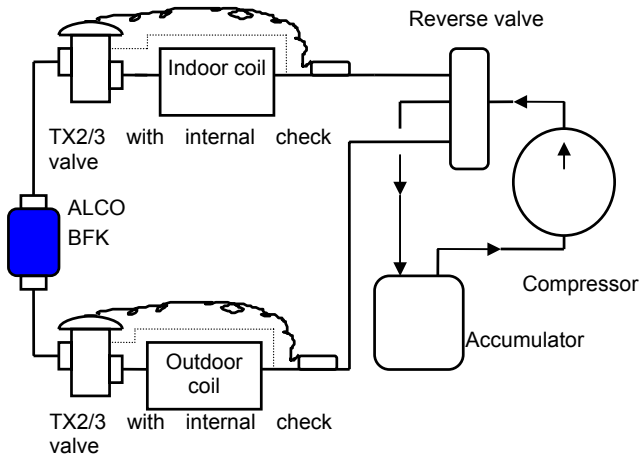 Reverse valve
Indoor coil
TX2/3 with internal check
valve
ALCO
BFK
Compressor
Accumulator
Outdoor
coil
TX2/3 with internal check
valve